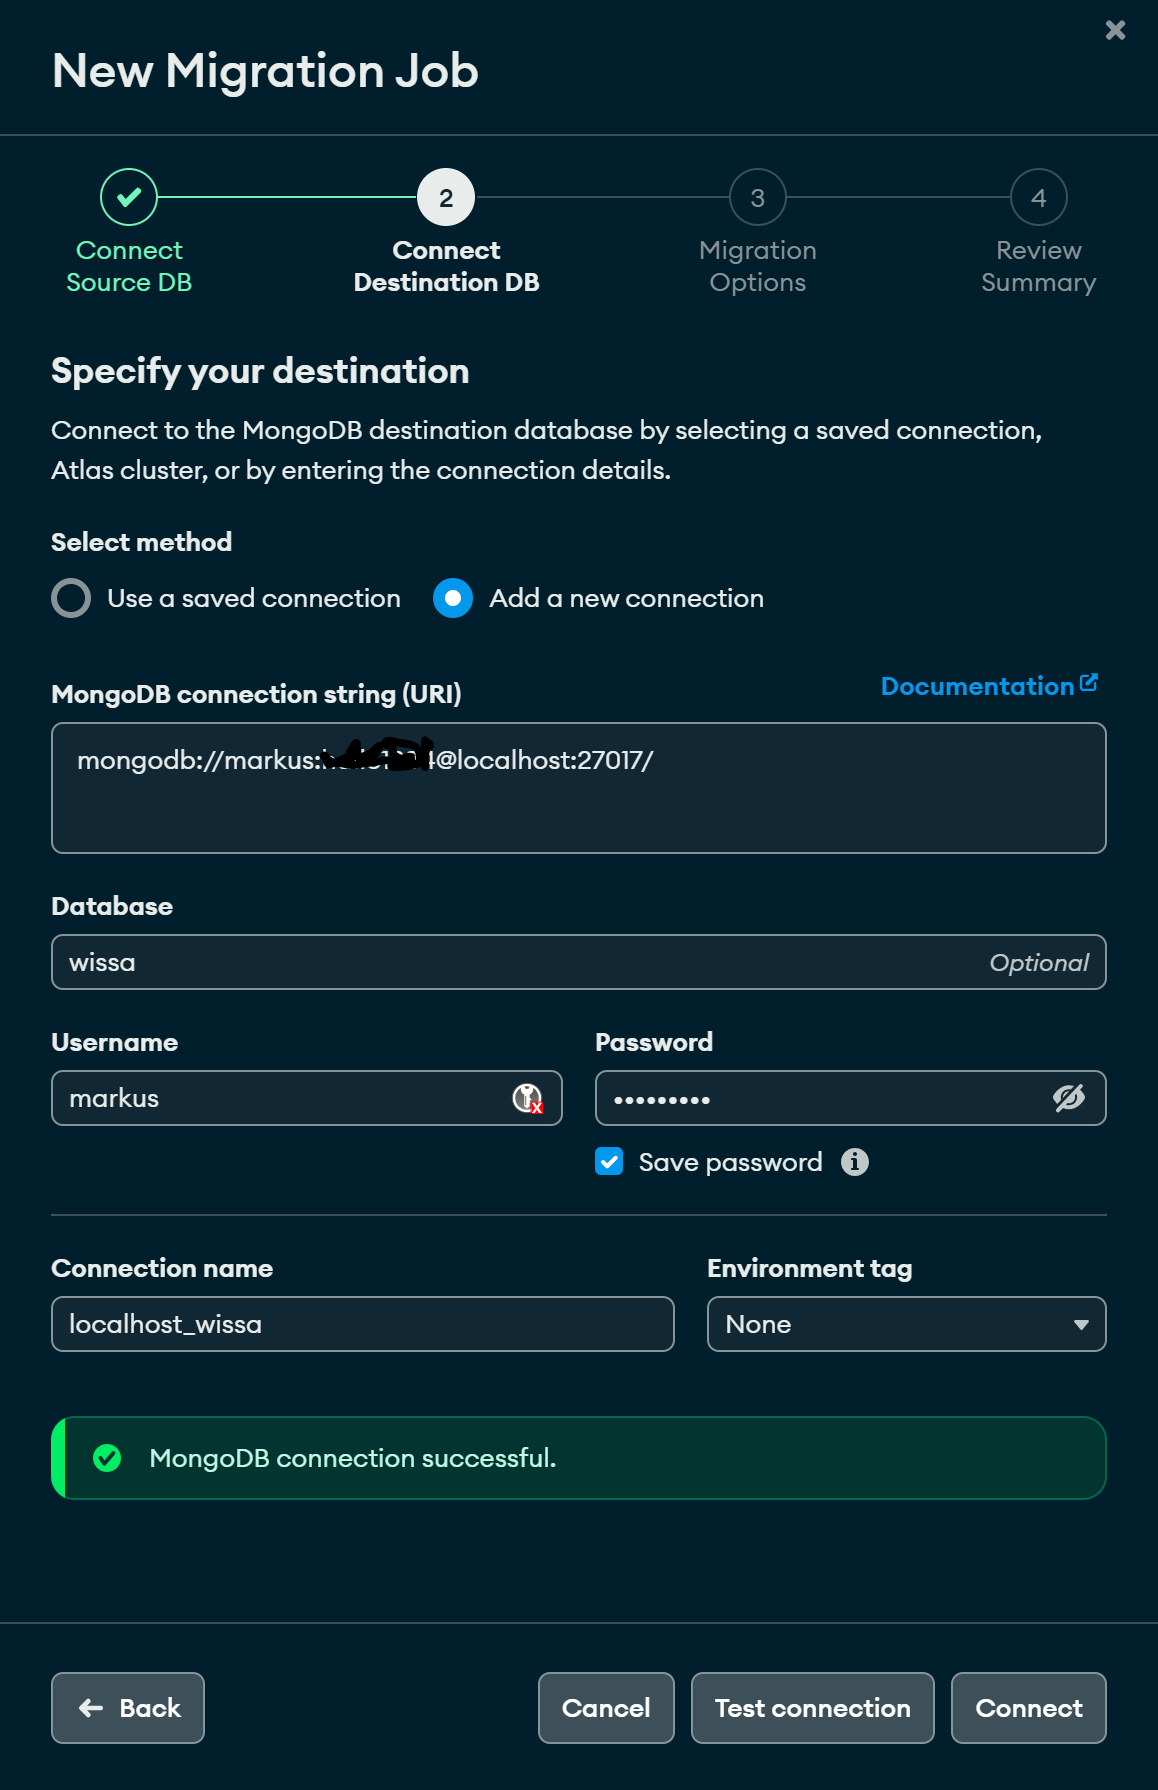 New Migration Job
2
3
4
Connect
Source DB
Connect
Destination DB
Migration
Options
Review
Summary
Specify your destination
Connect to the MongoDB destination database by selecting a saved connection,
Atlas cluster, or by entering the connection details.
Select method
Use a saved connection
Add a new connection
MongoDB connection string (URI)
Documentation
mongodb://markus: @localhost:27017/
Database
wissa
Optional
Username
Password
markus
•••••••••
Save password
Connection name
Environment tag
localhost_wissa
None
MongoDB connection successful.
Back
Cancel
Test connection
Connect